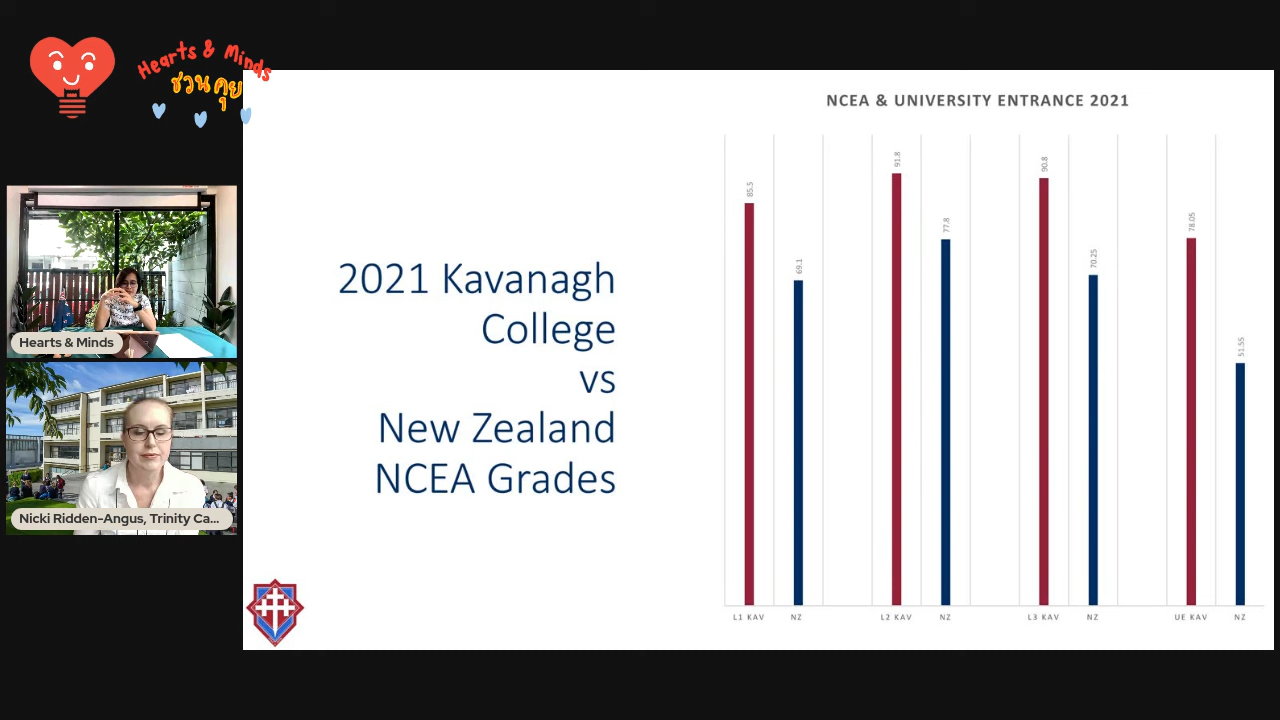 Hearts & Minds
ชวนคุย
Hearts & Minds
Nicki Ridden-Angus, Trinity Ca...
2021 Kavanagh
College
vs
New Zealand
NCEA Grades
NCEA & UNIVERSITY ENTRANCE 2021
85.5
69.1
91.8
77.8
90.8
70.25
78.05
51.55
L1 KAV
NZ
L2 KAV
NZ
L3 KAV
NZ
UE KAV
NZ